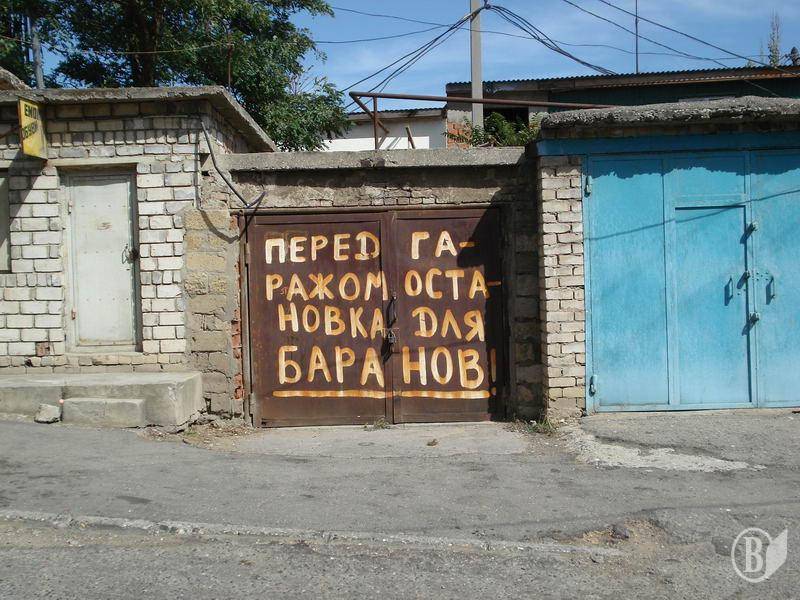 ПЕРЕД ГА-
РАЖОМ ОСТА-
НОВКА ДЛЯ
БАРАНОВ!
В